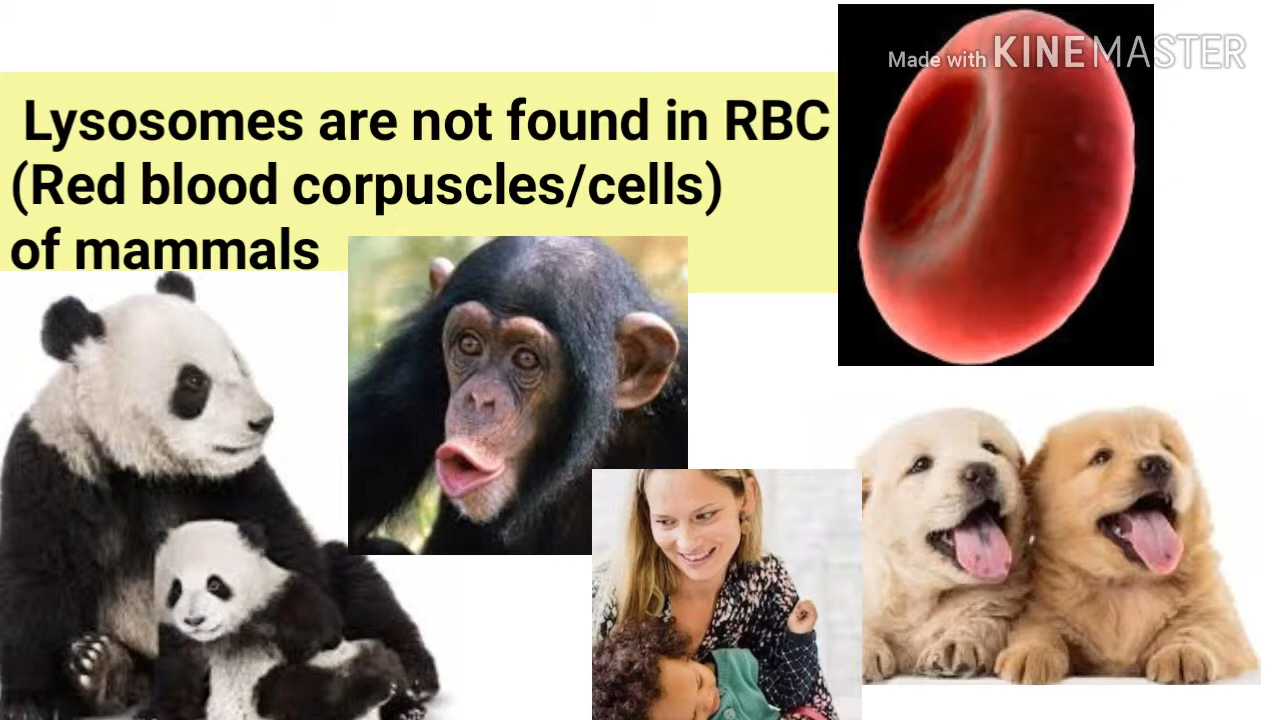 Made with KINEMASTER
Lysosomes are not found in RBC
(Red blood corpuscles/cells)
of mammals